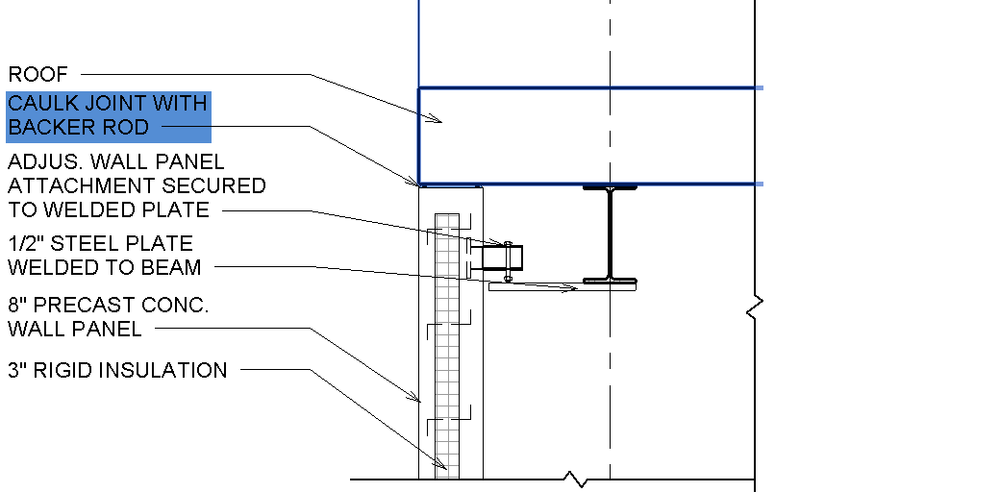 ROOF
CAULK JOINT WITH
BACKER ROD
ADJUS. WALL PANEL
ATTACHMENT SECURED
TO WELDED PLATE
1/2" STEEL PLATE
WELDED TO BEAM
8" PRECAST CONC.
WALL PANEL
3" RIGID INSULATION